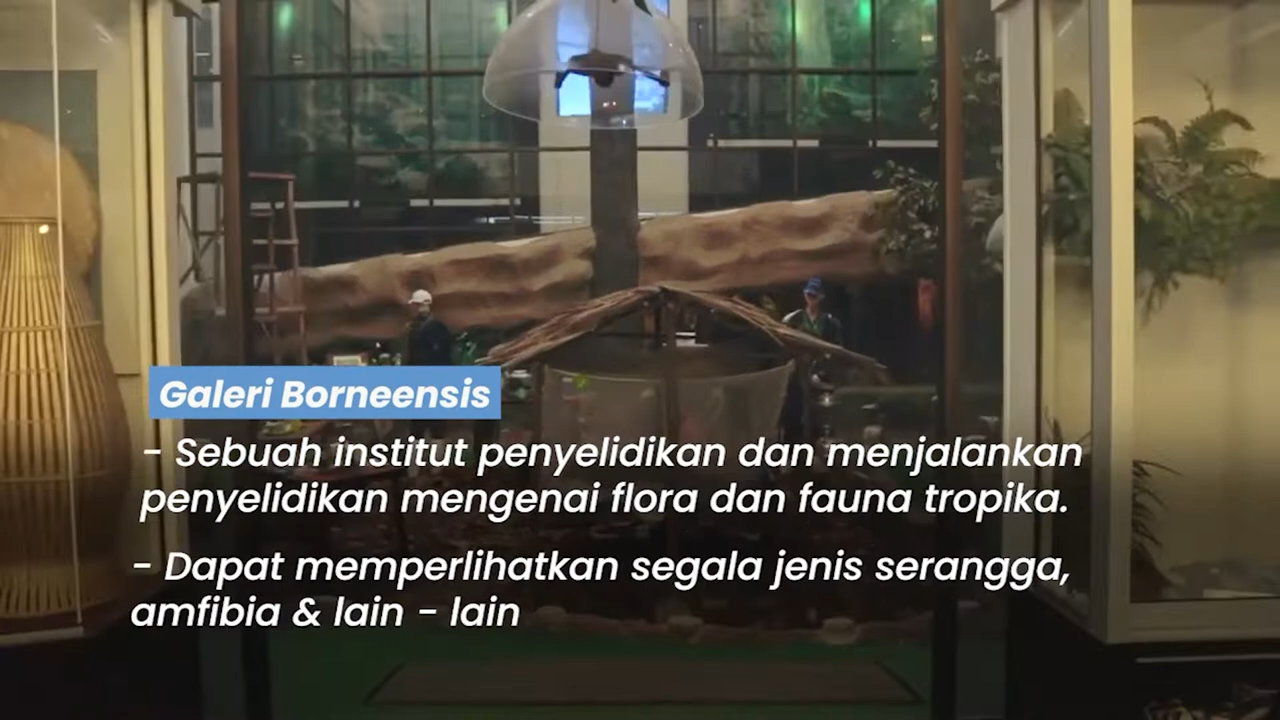 Galeri Borneensis
- Sebuah institut penyelidikan dan menjalankan
penyelidikan mengenai flora dan fauna tropika.
- Dapat memperlihatkan segala jenis serangga,
amfibia & lain - lain